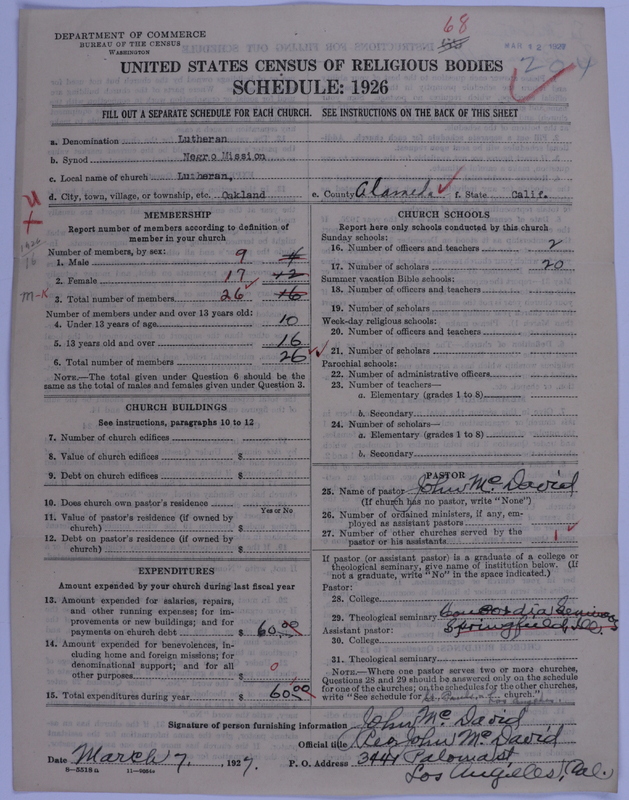 68
MAR 12 1927
204
DEPARTMENT OF COMMERCE
BUREAU OF THE CENSUS
WASHINGTON
UNITED STATES CENSUS OF RELIGIOUS BODIES
SCHEDULE: 1926
FILL OUT A SEPARATE SCHEDULE FOR EACH CHURCH. SEE INSTRUCTIONS ON THE BACK OF THIS SHEET
a. Denomination Lutheran
b. Synod Negro Mission
c. Local name of church Lutheran,
d. City, town, village, or township, etc. Oakland e. County Alameda f. State Calif.
MEMBERSHIP
Report number of members according to definition of
member in your church
Number of members, by sex:
1. Male 9 4
2. Female 17 12
3. Total number of members 26 16
M-K
Number of members under and over 13 years old:
4. Under 13 years of age 10
5. 13 years old and over 16
6. Total number of members 26
NOTE.—The total given under Question 6 should be
same as the total of males and females given under Question 3.
CHURCH BUILDINGS
See instructions, paragraphs 10 to 12
7. Number of church edifices
8. Value of church edifices $
9. Debt on church edifices $
10. Does church own pastor's residence
Yes or No
11. Value of pastor's residence (if owned by
church) $
12. Debt on pastor's residence (if owned by
church) $
EXPENDITURES
Amount expended by your church during last fiscal year
13. Amount expended for salaries, repairs,
and other running expenses; for im-
provements or new buildings; and for
payments on church debt $ 60.00
14. Amount expended for benevolences, in-
cluding home and foreign missions; for
denominational support; and for all
other purposes $ 0
15. Total expenditures during year $ 60.00
CHURCH SCHOOLS
Report here only schools conducted by this church
Sunday schools:
16. Number of officers and teachers 2
17. Number of scholars 20
Summer vacation Bible schools:
18. Number of officers and teachers
19. Number of scholars
Week-day religious schools:
20. Number of officers and teachers
21. Number of scholars
Parochial schools:
22. Number of administrative officers
23. Number of teachers—
a. Elementary (grades 1 to 8)
b. Secondary
24. Number of scholars—
a. Elementary (grades 1 to 8)
b. Secondary
PASTOR
25. Name of pastor John McDavid
(If church has no pastor, write "None")
26. Number of ordained ministers, if any, em-
ployed as assistant pastors
27. Number of other churches served by the
pastor or his assistants 1
If pastor (or assistant pastor) is a graduate of a college or
theological seminary, give name of institution below. (If
not a graduate, write "No" in the space indicated.)
Pastor:
28. College
29. Theological seminary Concordia Seminary
Assistant pastor: Springfield Ill.
30. College
31. Theological seminary
NOTE.—Where one pastor serves two or more churches,
Questions 28 and 29 should be answered only on the schedule
for one of the churches; on the schedules for the other churches,
write "See schedule for church.")
Los Angeles
Signature of person furnishing information John McDavid
Official title John McDavid
Date March 7, 1927. P. O. Address 3441 Paloma st
8-5518a Los Angeles, Cal.